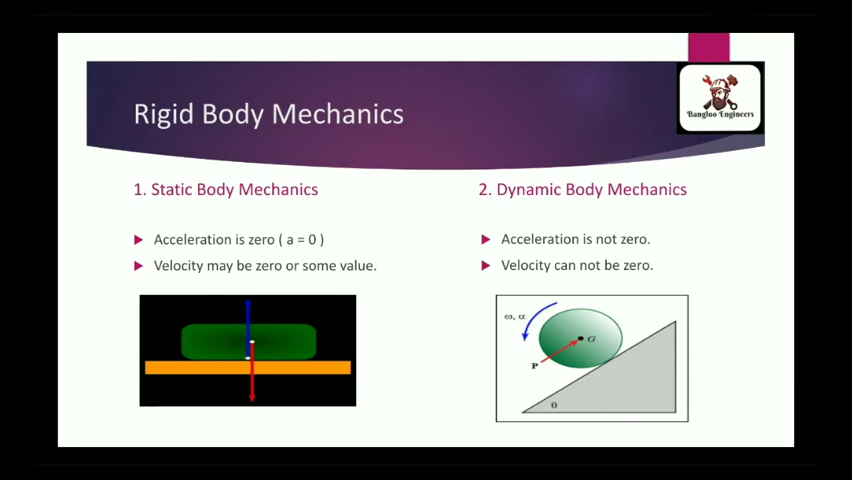 Rigid Body Mechanics
Bangloo Engineers
1. Static Body Mechanics
Acceleration is zero ( a = 0 )
Velocity may be zero or some value.
2. Dynamic Body Mechanics
Acceleration is not zero.
Velocity can not be zero.
ω, α
G
P
θ